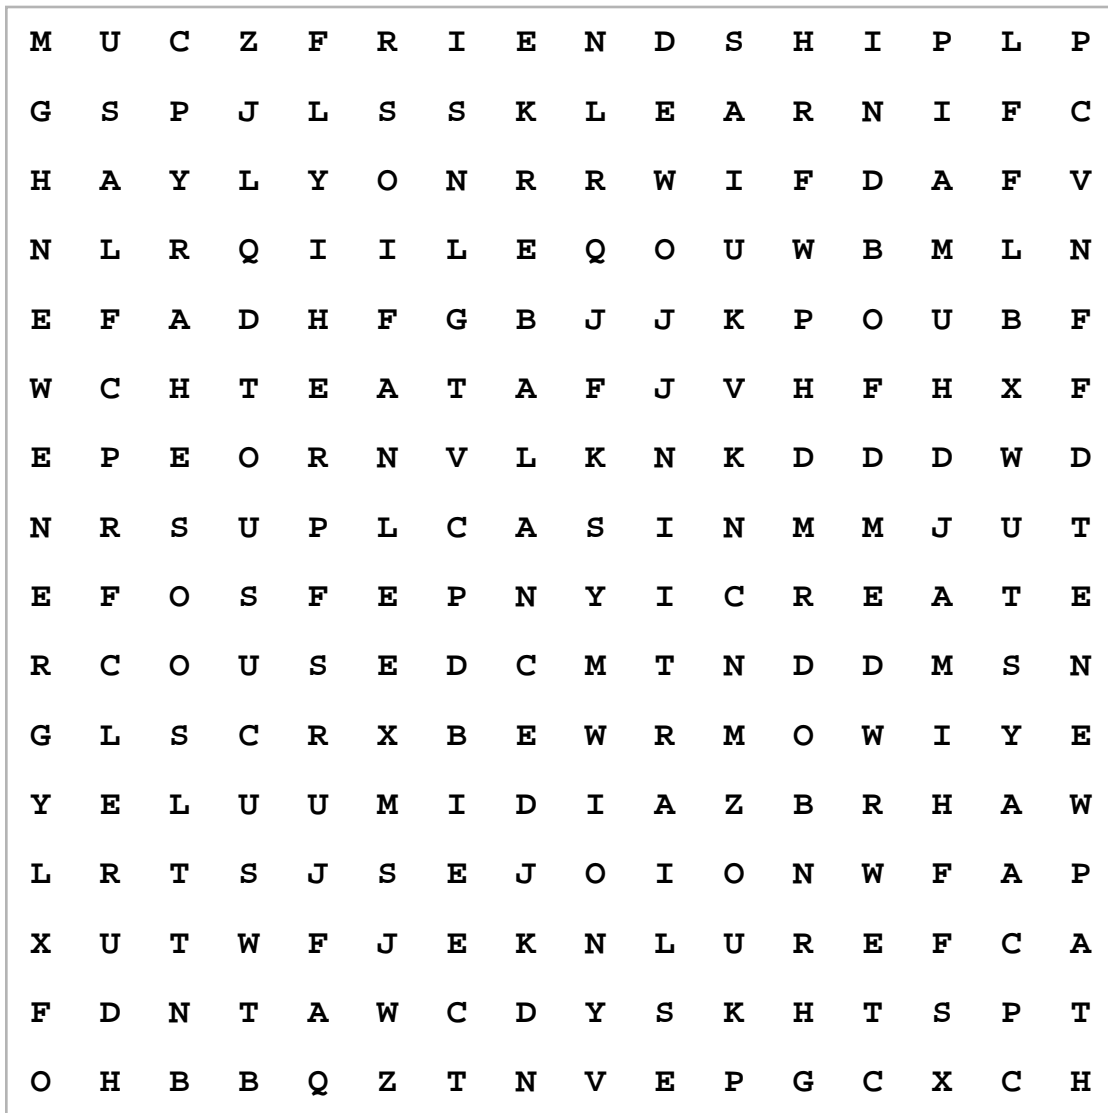 M U C Z F R I E N D S H I P L P
G S P J L S S K L E A R N I F C
H A Y L Y O N R R W I F D A F V
N L R Q I I L E Q O U W B M L N
E F A D H F G B J J K P O U B F
W C H T E A T A F J V H F H X F
E P E O R N V L K N K D D D W D
N R S U P L C A S I N M M J U T
E F O S F E P N Y I C R E A T E
R C O U S E D C M T N D D M S N
G L S C R X B E W R M O W I Y E
Y E L U U M I D I A Z B R H A W
L R T S J S E J O I O N W F A P
X U T W F J E K N L U R E F C A
F D N T A W C D Y S K H T S P T
O H B B Q Z T N V E P G C X C H